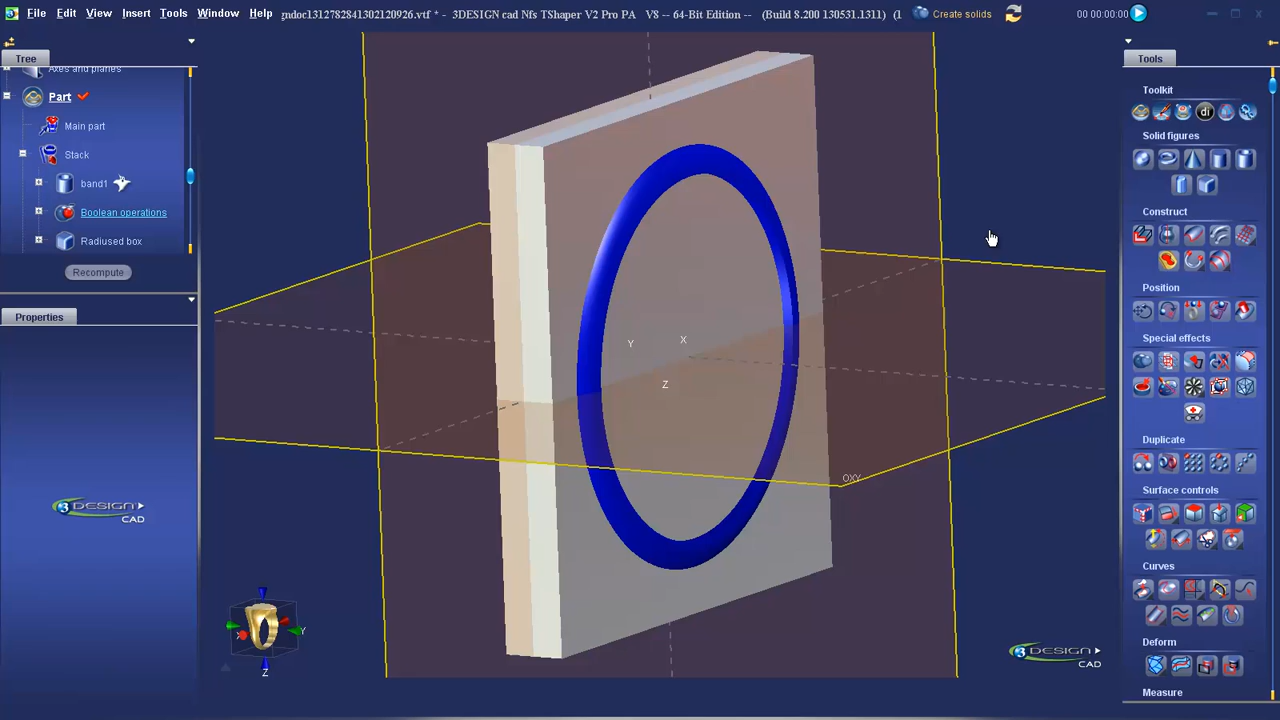 File Edit View Insert Tools Window Help gndoc1312782841302120926.vtf * - 3DESIGN cad Nfs TShaper V2 Pro PA V8 -- 64-Bit Edition -- (Build 8.200 130531.1311) (1 Create solids 00 00:00:00
Tree
Axes and planes
Part
Main part
Stack
band1
Boolean operations
Radiused box
Recompute
Properties
3DESIGN
CAD
X
Y
Z
OXY
X
Y
Z
3DESIGN
CAD
Tools
Toolkit
di
Solid figures
Construct
Position
Special effects
Duplicate
Surface controls
Curves
Deform
Measure